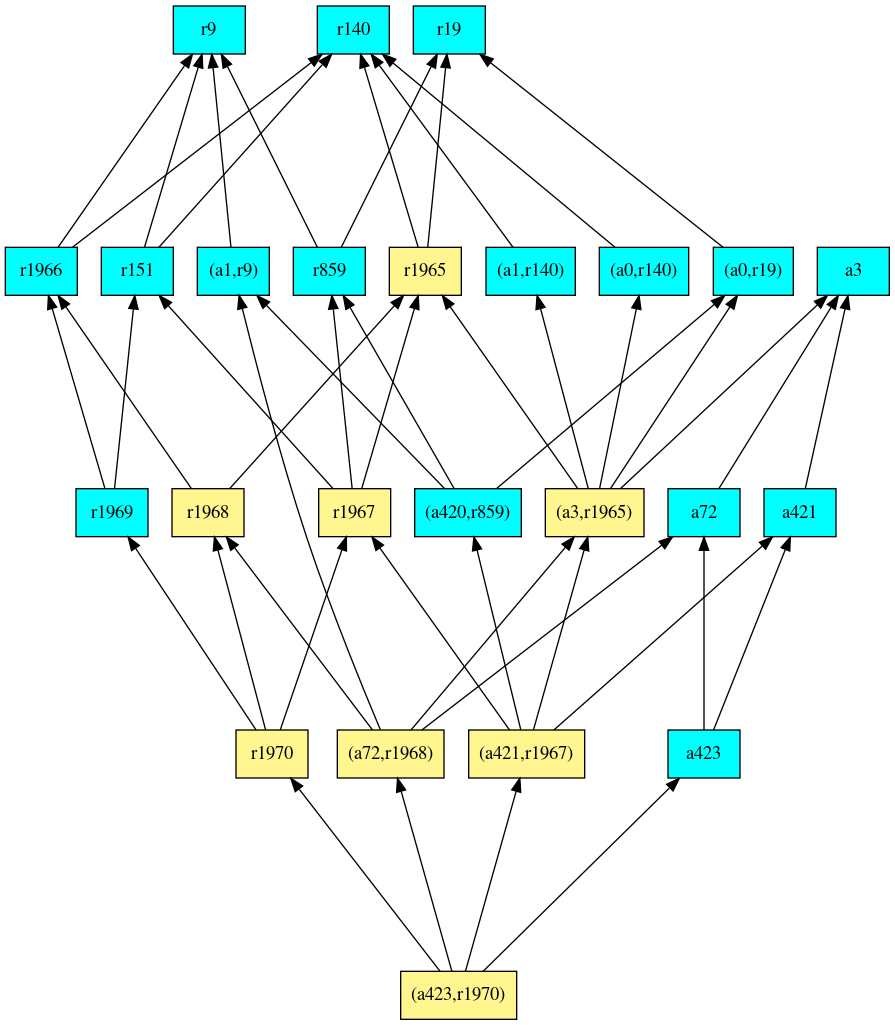 r9
r140
r19
r1966
r151
(a1,r9)
r859
r1965
(a1,r140)
(a0,r140)
(a0,r19)
a3
r1969
r1968
r1967
(a420,r859)
(a3,r1965)
a72
a421
r1970
(a72,r1968)
(a421,r1967)
a423
(a423,r1970)